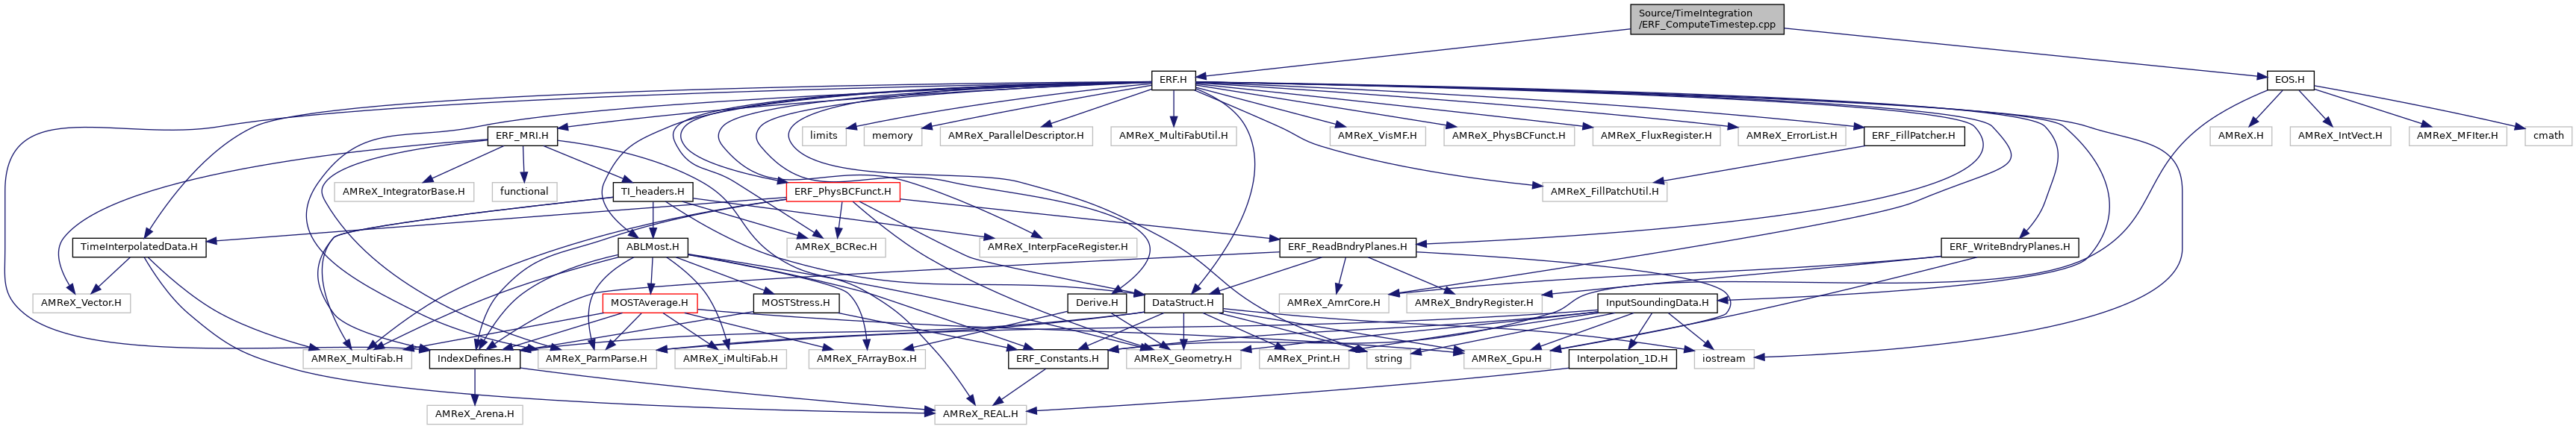 Source/TimeIntegration
/ERF_ComputeTimestep.cpp
ERF.H
EOS.H
ERF_MRI.H
limits
memory
AMReX_ParallelDescriptor.H
AMReX_MultiFabUtil.H
AMReX_VisMF.H
AMReX_PhysBCFunct.H
AMReX_FluxRegister.H
AMReX_ErrorList.H
ERF_FillPatcher.H
AMReX.H
AMReX_IntVect.H
AMReX_MFIter.H
cmath
AMReX_IntegratorBase.H
functional
TI_headers.H
ERF_PhysBCFunct.H
AMReX_FillPatchUtil.H
TimeInterpolatedData.H
ABLMost.H
AMReX_BCRec.H
AMReX_InterpFaceRegister.H
ERF_ReadBndryPlanes.H
ERF_WriteBndryPlanes.H
AMReX_Vector.H
MOSTAverage.H
MOSTStress.H
Derive.H
DataStruct.H
AMReX_AmrCore.H
AMReX_BndryRegister.H
InputSoundingData.H
AMReX_MultiFab.H
IndexDefines.H
AMReX_ParmParse.H
AMReX_iMultiFab.H
AMReX_FArrayBox.H
ERF_Constants.H
AMReX_Geometry.H
AMReX_Print.H
string
AMReX_Gpu.H
Interpolation_1D.H
iostream
AMReX_Arena.H
AMReX_REAL.H